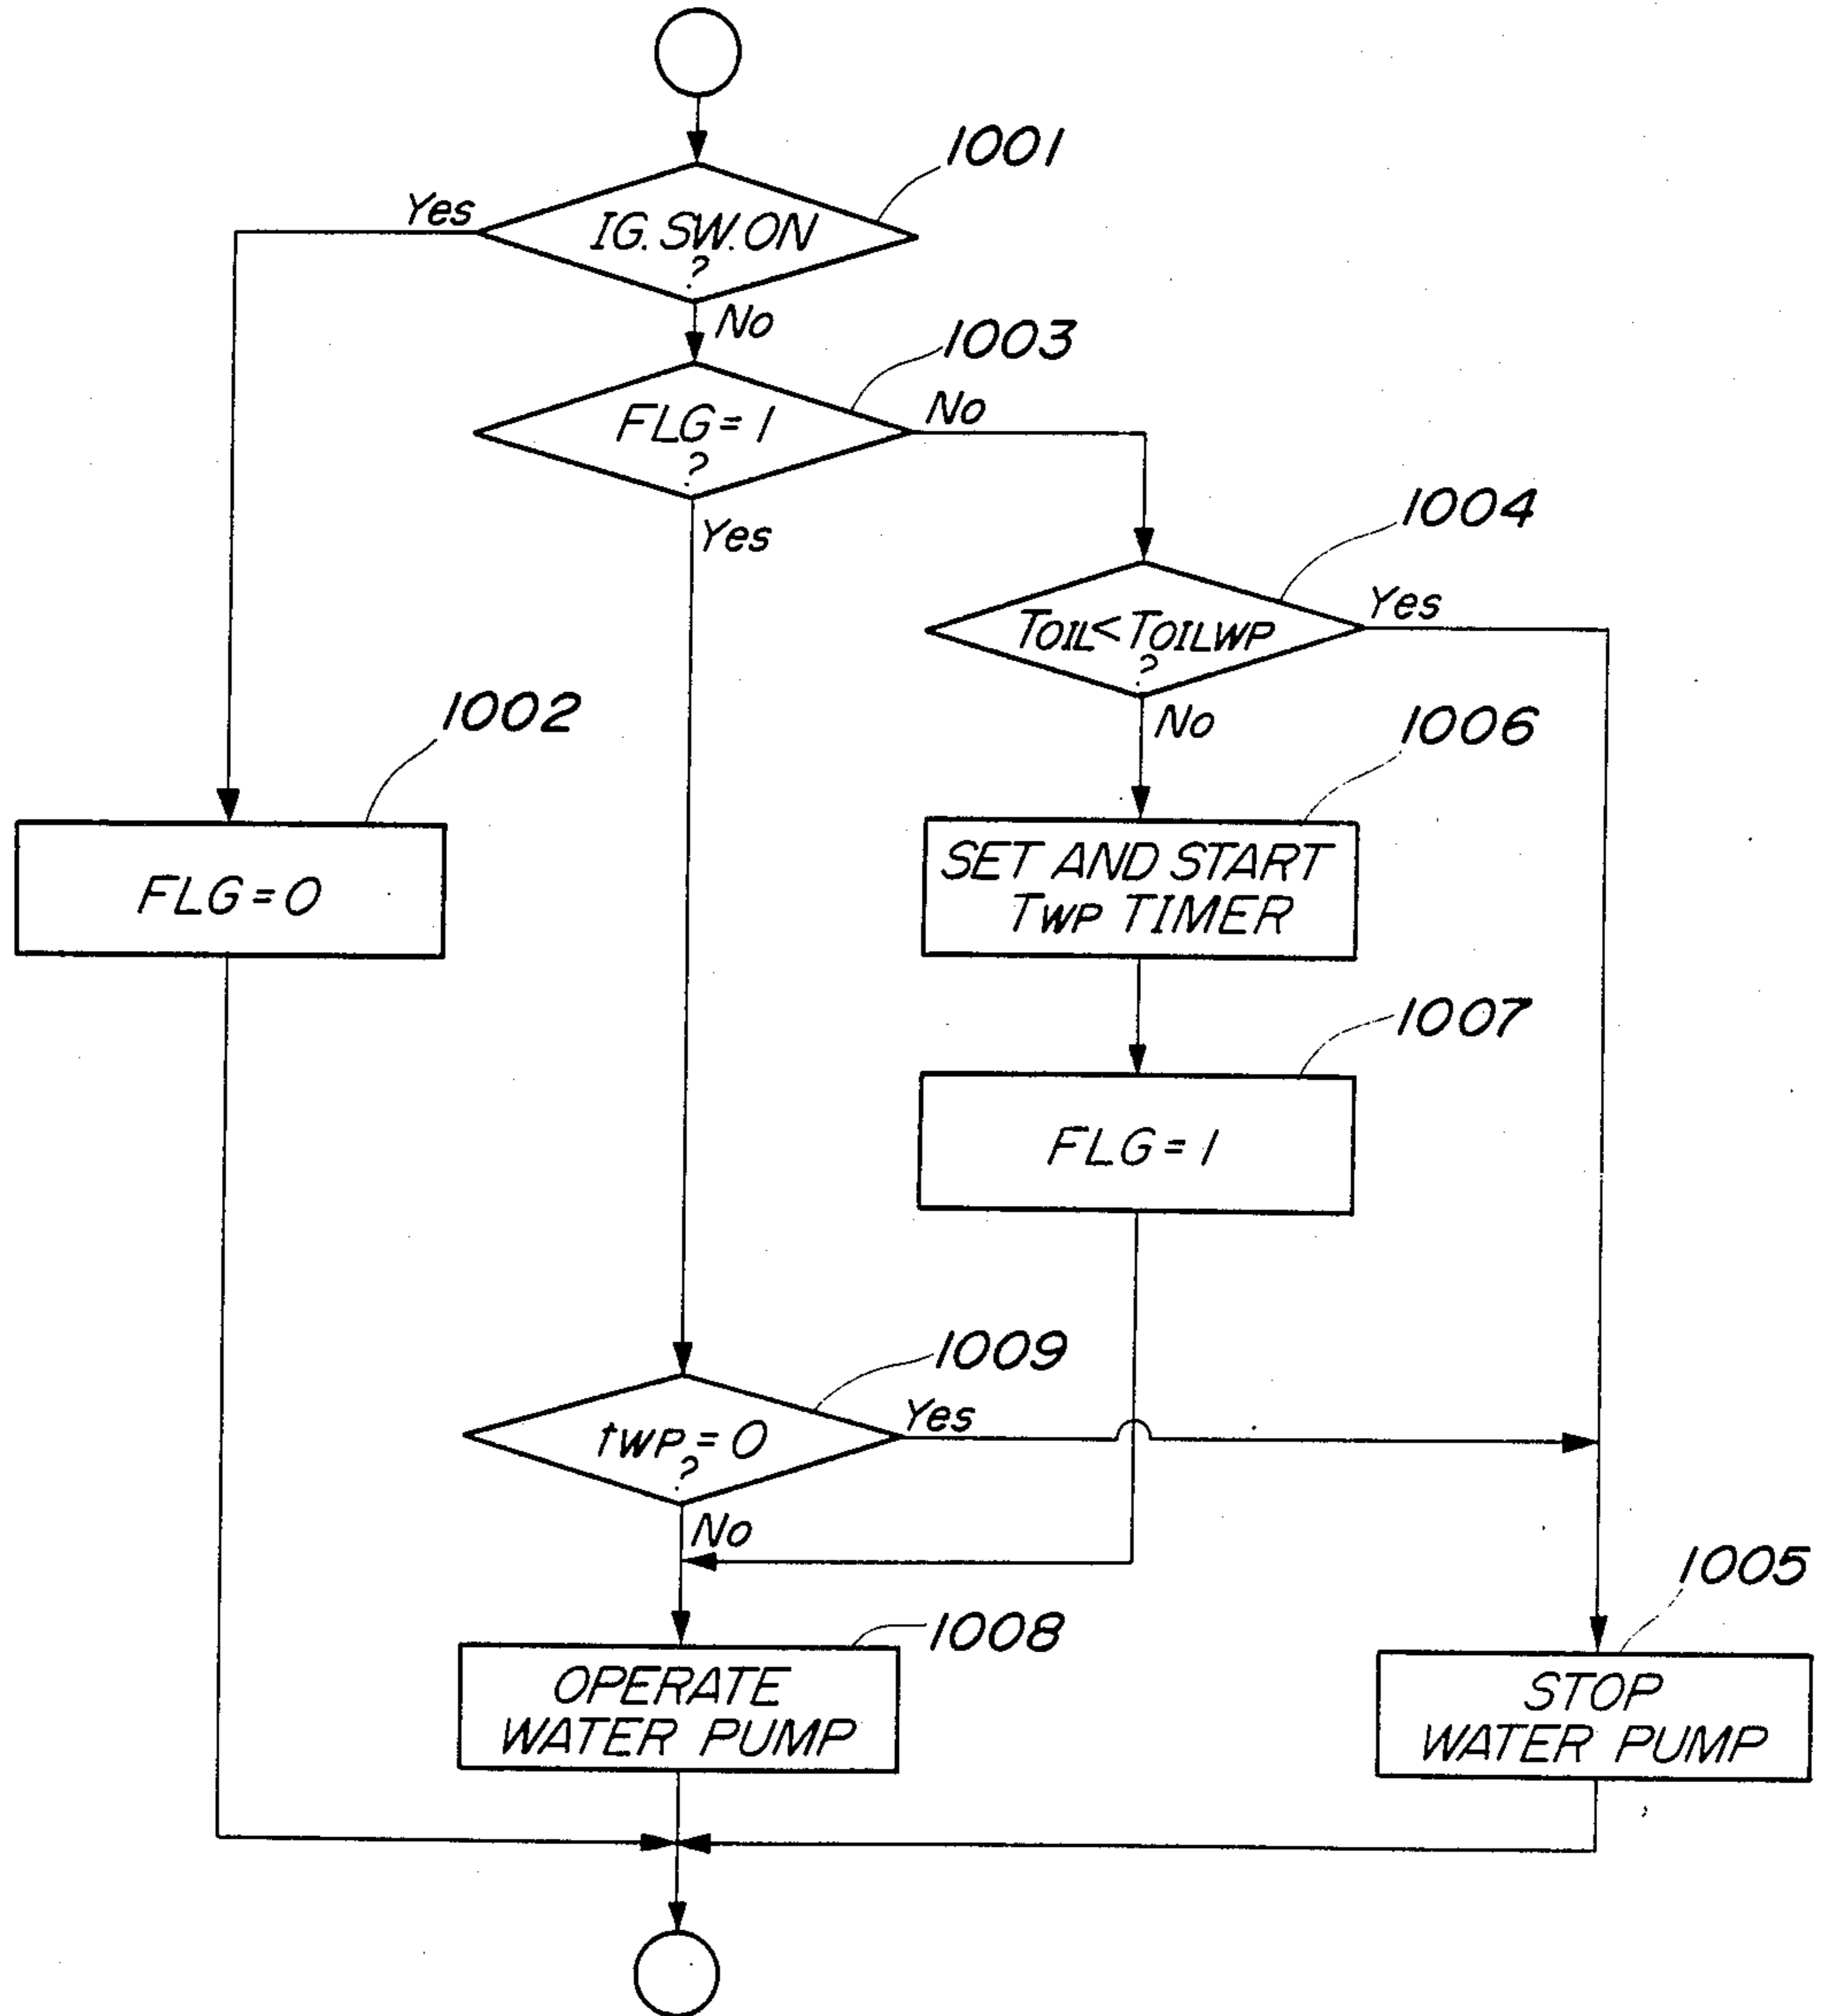 1001
Yes
IG. SW. ON
?
No
1003
FLG = 1
?
No
Yes
1004
TOIL < TOILWP
?
Yes
No
1002
FLG = 0
1006
SET AND START
TWP TIMER
1007
FLG = 1
1009
tWP = 0
?
Yes
No
1008
OPERATE
WATER PUMP
1005
STOP
WATER PUMP